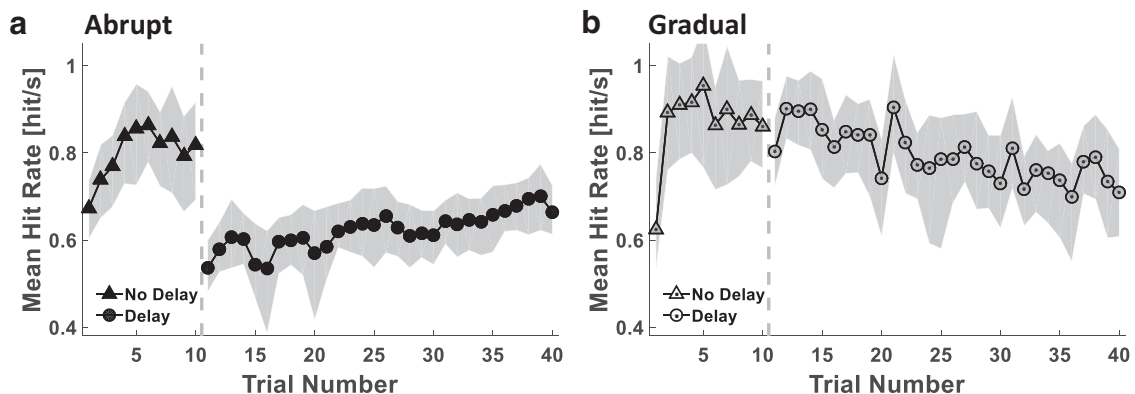 a Abrupt
Mean Hit Rate [hit/s]
1
0.8
0.6
0.4
No Delay
Delay
5 10 15 20 25 30 35 40
Trial Number
b Gradual
Mean Hit Rate [hit/s]
1
0.8
0.6
0.4
No Delay
Delay
5 10 15 20 25 30 35 40
Trial Number